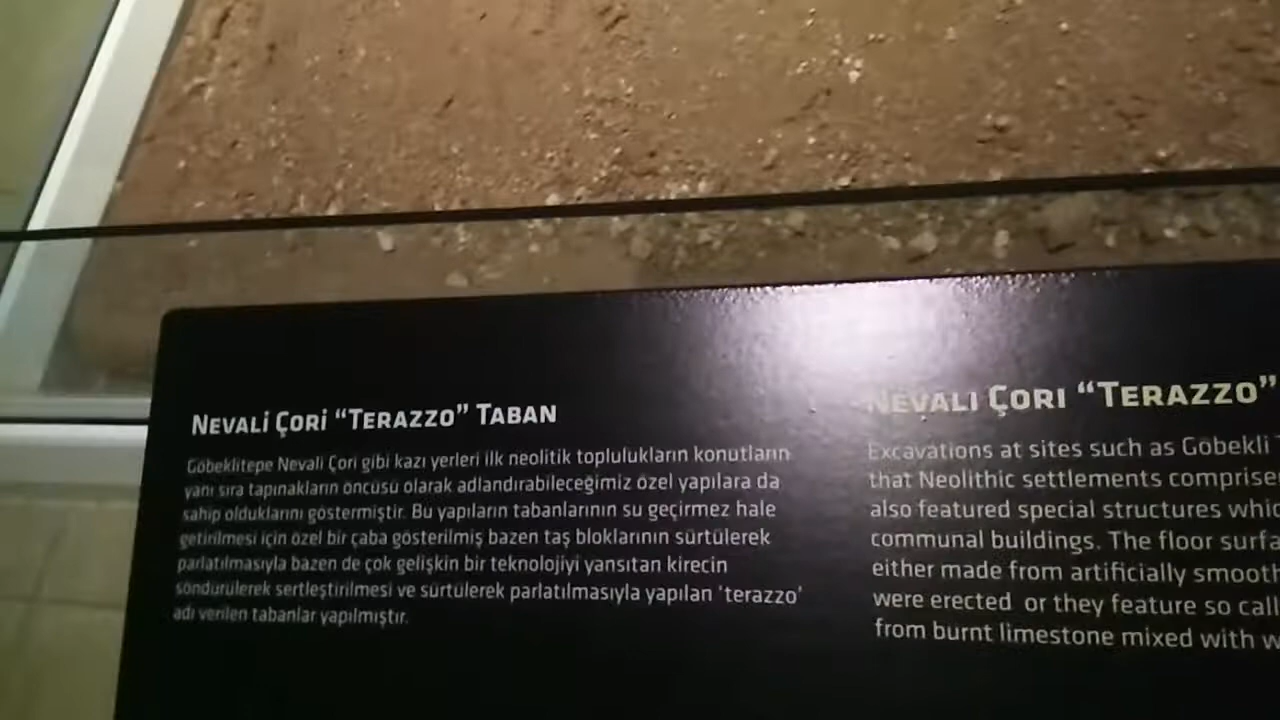 NEVALİ ÇORİ “TERAZZO” TABAN
Göbeklitepe Nevali Çori gibi kazı yerleri ilk neolitik toplulukların konutların
yanı sıra tapınakların öncüsü olarak adlandırabileceğimiz özel yapılara da
sahip olduklarını göstermiştir. Bu yapıların tabanlarının su geçirmez hale
getirilmesi için özel bir çaba gösterilmiş bazen taş bloklarının sürtülerek
parlatılmasıyla bazen de çok gelişkin bir teknolojiyi yansıtan kirecin
söndürülerek sertleştirilmesi ve sürtülerek parlatılmasıyla yapılan 'terazzo'
adı verilen tabanlar yapılmıştır.
NEVALI ÇORI “TERAZZO”
Excavations at sites such as Göbekli
that Neolithic settlements comprise
also featured special structures whic
communal buildings. The floor surfa
either made from artificially smooth
were erected or they feature so call
from burnt limestone mixed with w